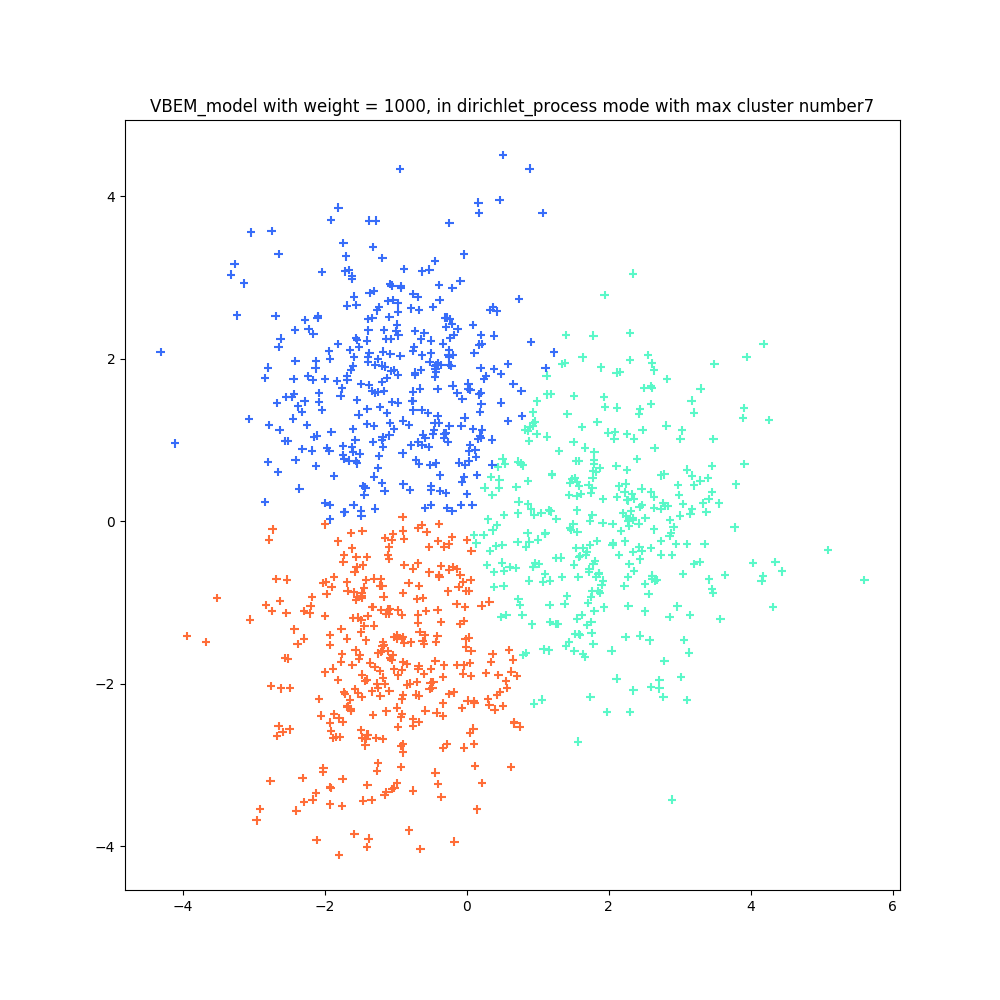 VBEM_model with weight = 1000, in dirichlet_process mode with max cluster number7
4
2
0
−2
−4
−4 −2 0 2 4 6